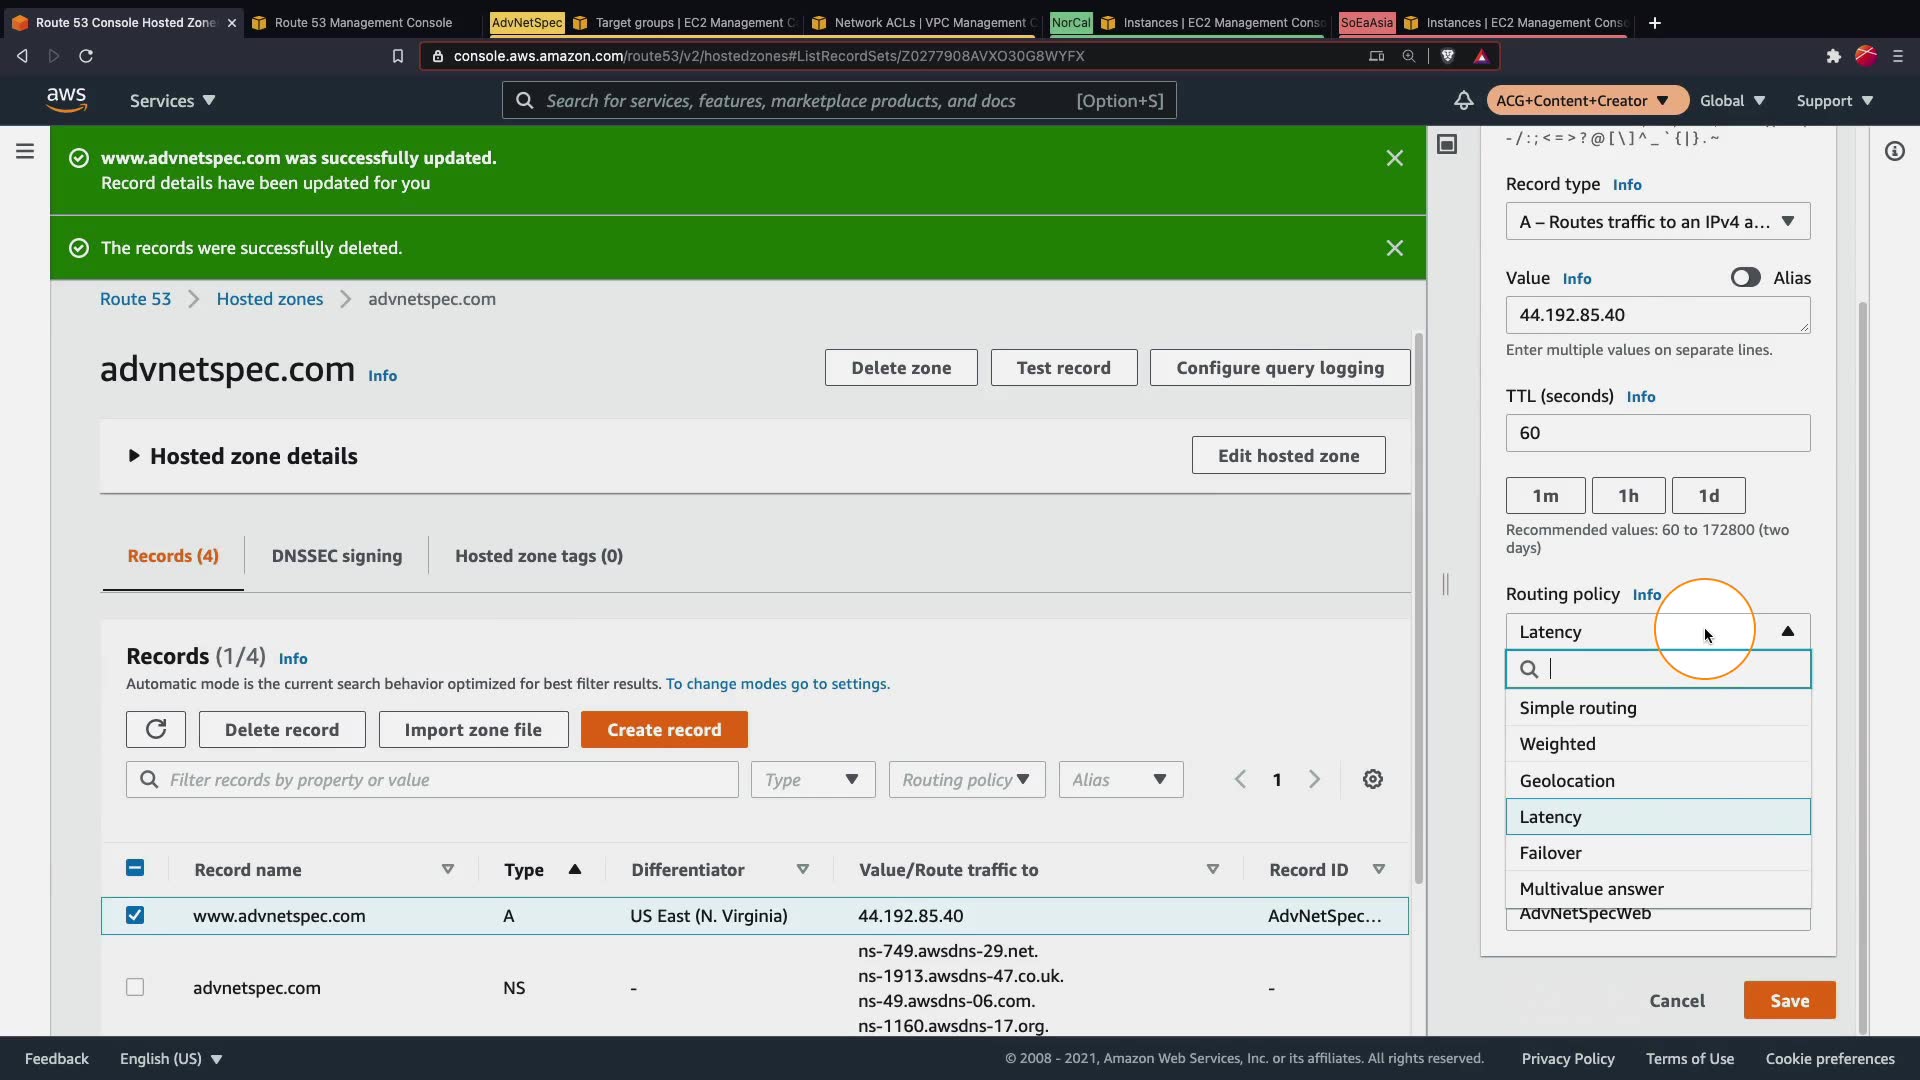 Route 53 Console Hosted Zone
Route 53 Management Console
AdvNetSpec
Target groups | EC2 Management C
Network ACLs | VPC Management C
NorCal
Instances | EC2 Management Conso
SoEaAsia
Instances | EC2 Management Conso
console.aws.amazon.com/route53/v2/hostedzones#ListRecordSets/Z0277908AVXO30G8WYFX
aws
Services
Search for services, features, marketplace products, and docs
[Option+S]
ACG+Content+Creator
Global
Support
www.advnetspec.com was successfully updated.
Record details have been updated for you
The records were successfully deleted.
Route 53
Hosted zones
advnetspec.com
advnetspec.com Info
Delete zone
Test record
Configure query logging
Hosted zone details
Edit hosted zone
Records (4)
DNSSEC signing
Hosted zone tags (0)
Records (1/4) Info
Automatic mode is the current search behavior optimized for best filter results. To change modes go to settings.
Delete record
Import zone file
Create record
Filter records by property or value
Type
Routing policy
Alias
1
Record name
Type
Differentiator
Value/Route traffic to
Record ID
www.advnetspec.com
A
US East (N. Virginia)
44.192.85.40
AdvNetSpec...
advnetspec.com
NS
-
ns-749.awsdns-29.net.
ns-1913.awsdns-47.co.uk.
ns-49.awsdns-06.com.
ns-1160.awsdns-17.org.
-
- / : ; < = > ? @ [ \ ] ^ _ ` { | } . ~
Record type Info
A – Routes traffic to an IPv4 a...
Value Info
Alias
44.192.85.40
Enter multiple values on separate lines.
TTL (seconds) Info
60
1m
1h
1d
Recommended values: 60 to 172800 (two
days)
Routing policy Info
Latency
Simple routing
Weighted
Geolocation
Latency
Failover
Multivalue answer
AdvNetSpecWeb
Cancel
Save
Feedback
English (US)
© 2008 - 2021, Amazon Web Services, Inc. or its affiliates. All rights reserved.
Privacy Policy
Terms of Use
Cookie preferences